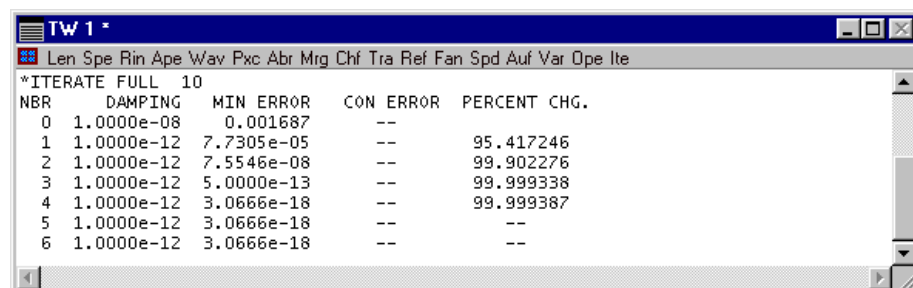 TW 1 *
Len Spe Rin Ape Wav Pxc Abr Mrg Chf Tra Ref Fan Spd Auf Var Ope Ite
*ITERATE FULL 10
NBR DAMPING MIN ERROR CON ERROR PERCENT CHG.
0 1.0000e-08 0.001687 --
1 1.0000e-12 7.7305e-05 -- 95.417246
2 1.0000e-12 7.5546e-08 -- 99.902276
3 1.0000e-12 5.0000e-13 -- 99.999338
4 1.0000e-12 3.0666e-18 -- 99.999387
5 1.0000e-12 3.0666e-18 -- --
6 1.0000e-12 3.0666e-18 -- --